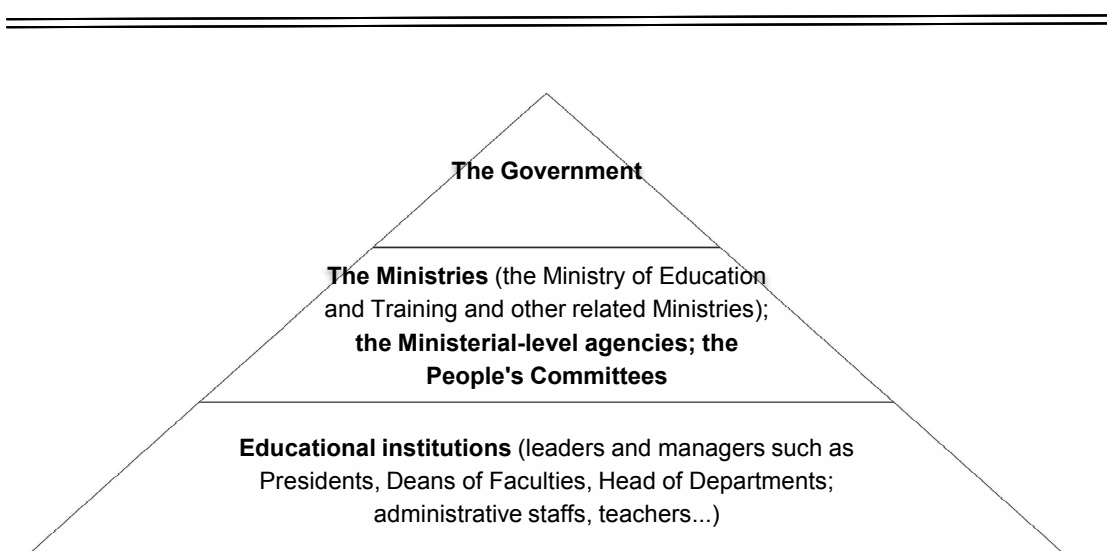 The Government
The Ministries (the Ministry of Education
and Training and other related Ministries);
the Ministerial-level agencies; the
People's Committees
Educational institutions (leaders and managers such as
Presidents, Deans of Faculties, Head of Departments;
administrative staffs, teachers...)